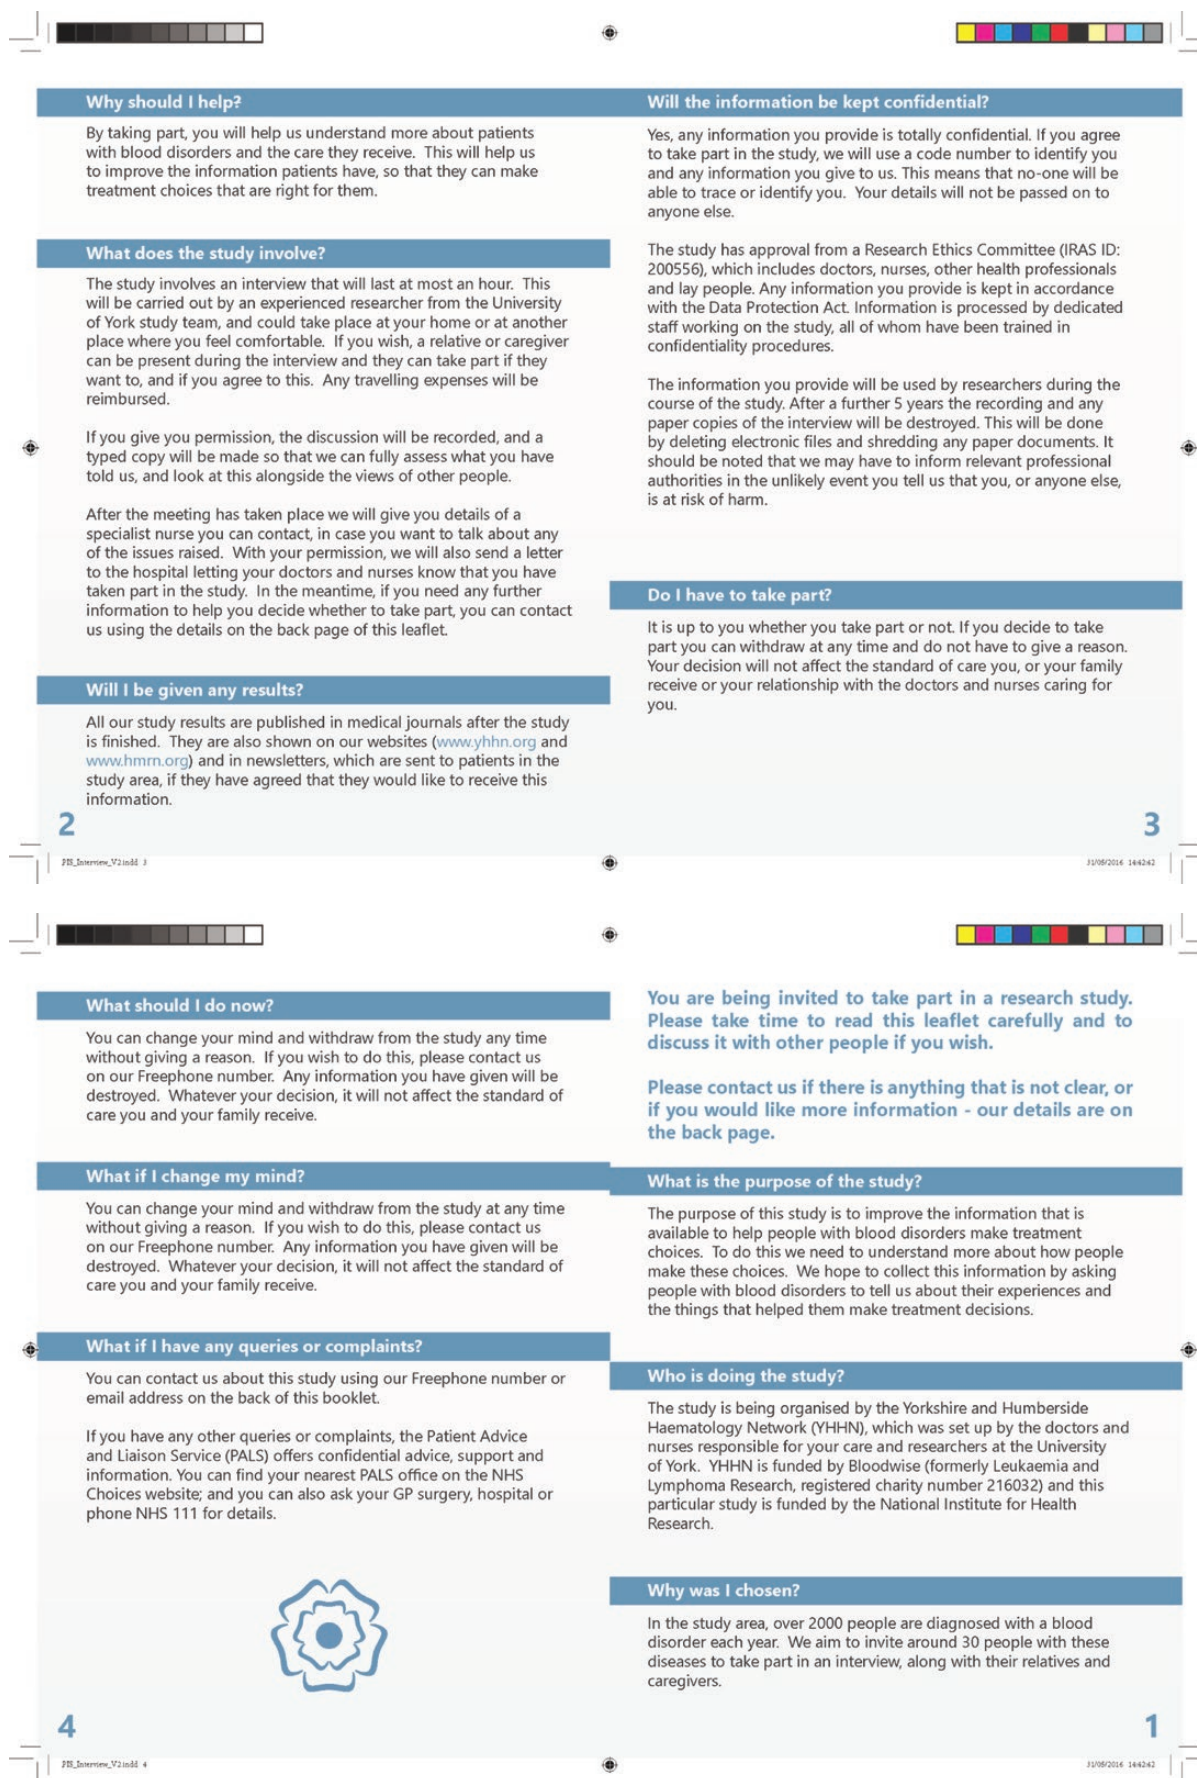 Why should I help?
By taking part, you will help us understand more about patients
with blood disorders and the care they receive.  This will help us
to improve the information patients have, so that they can make
treatment choices that are right for them.
What does the study involve?
The study involves an interview that will last at most an hour.  This
will be carried out by an experienced researcher from the University
of York study team, and could take place at your home or at another
place where you feel comfortable.  If you wish, a relative or caregiver
can be present during the interview and they can take part if they
want to, and if you agree to this.  Any travelling expenses will be
reimbursed.
If you give you permission, the discussion will be recorded, and a
typed copy will be made so that we can fully assess what you have
told us, and look at this alongside the views of other people.
After the meeting has taken place we will give you details of a
specialist nurse you can contact, in case you want to talk about any
of the issues raised.  With your permission, we will also send a letter
to the hospital letting your doctors and nurses know that you have
taken part in the study.  In the meantime, if you need any further
information to help you decide whether to take part, you can contact
us using the details on the back page of this leaflet.
Will I be given any results?
All our study results are published in medical journals after the study
is finished.  They are also shown on our websites (www.yhhn.org and
www.hmrn.org) and in newsletters, which are sent to patients in the
study area, if they have agreed that they would like to receive this
information.
2
Will the information be kept confidential?
Yes, any information you provide is totally confidential. If you agree
to take part in the study, we will use a code number to identify you
and any information you give to us. This means that no-one will be
able to trace or identify you.  Your details will not be passed on to
anyone else.
The study has approval from a Research Ethics Committee (IRAS ID:
200556), which includes doctors, nurses, other health professionals
and lay people. Any information you provide is kept in accordance
with the Data Protection Act. Information is processed by dedicated
staff working on the study, all of whom have been trained in
confidentiality procedures.
The information you provide will be used by researchers during the
course of the study. After a further 5 years the recording and any
paper copies of the interview will be destroyed. This will be done
by deleting electronic files and shredding any paper documents. It
should be noted that we may have to inform relevant professional
authorities in the unlikely event you tell us that you, or anyone else,
is at risk of harm.
Do I have to take part?
It is up to you whether you take part or not. If you decide to take
part you can withdraw at any time and do not have to give a reason.
Your decision will not affect the standard of care you, or your family
receive or your relationship with the doctors and nurses caring for
you.
3
PIS_Interview_V2.indd  3
31/05/2016  14:42:42
What should I do now?
You can change your mind and withdraw from the study any time
without giving a reason.  If you wish to do this, please contact us
on our Freephone number.  Any information you have given will be
destroyed.  Whatever your decision, it will not affect the standard of
care you and your family receive.
What if I change my mind?
You can change your mind and withdraw from the study at any time
without giving a reason.  If you wish to do this, please contact us
on our Freephone number.  Any information you have given will be
destroyed.  Whatever your decision, it will not affect the standard of
care you and your family receive.
What if I have any queries or complaints?
You can contact us about this study using our Freephone number or
email address on the back of this booklet.
If you have any other queries or complaints, the Patient Advice
and Liaison Service (PALS) offers confidential advice, support and
information. You can find your nearest PALS office on the NHS
Choices website; and you can also ask your GP surgery, hospital or
phone NHS 111 for details.
4
You are being invited to take part in a research study.
Please take time to read this leaflet carefully and to
discuss it with other people if you wish.
Please contact us if there is anything that is not clear, or
if you would like more information - our details are on
the back page.
What is the purpose of the study?
The purpose of this study is to improve the information that is
available to help people with blood disorders make treatment
choices.  To do this we need to understand more about how people
make these choices.  We hope to collect this information by asking
people with blood disorders to tell us about their experiences and
the things that helped them make treatment decisions.
Who is doing the study?
The study is being organised by the Yorkshire and Humberside
Haematology Network (YHHN), which was set up by the doctors and
nurses responsible for your care and researchers at the University
of York.  YHHN is funded by Bloodwise (formerly Leukaemia and
Lymphoma Research, registered charity number 216032) and this
particular study is funded by the National Institute for Health
Research.
Why was I chosen?
In the study area, over 2000 people are diagnosed with a blood
disorder each year.  We aim to invite around 30 people with these
diseases to take part in an interview, along with their relatives and
caregivers.
1
PIS_Interview_V2.indd  4
31/05/2016  14:42:42